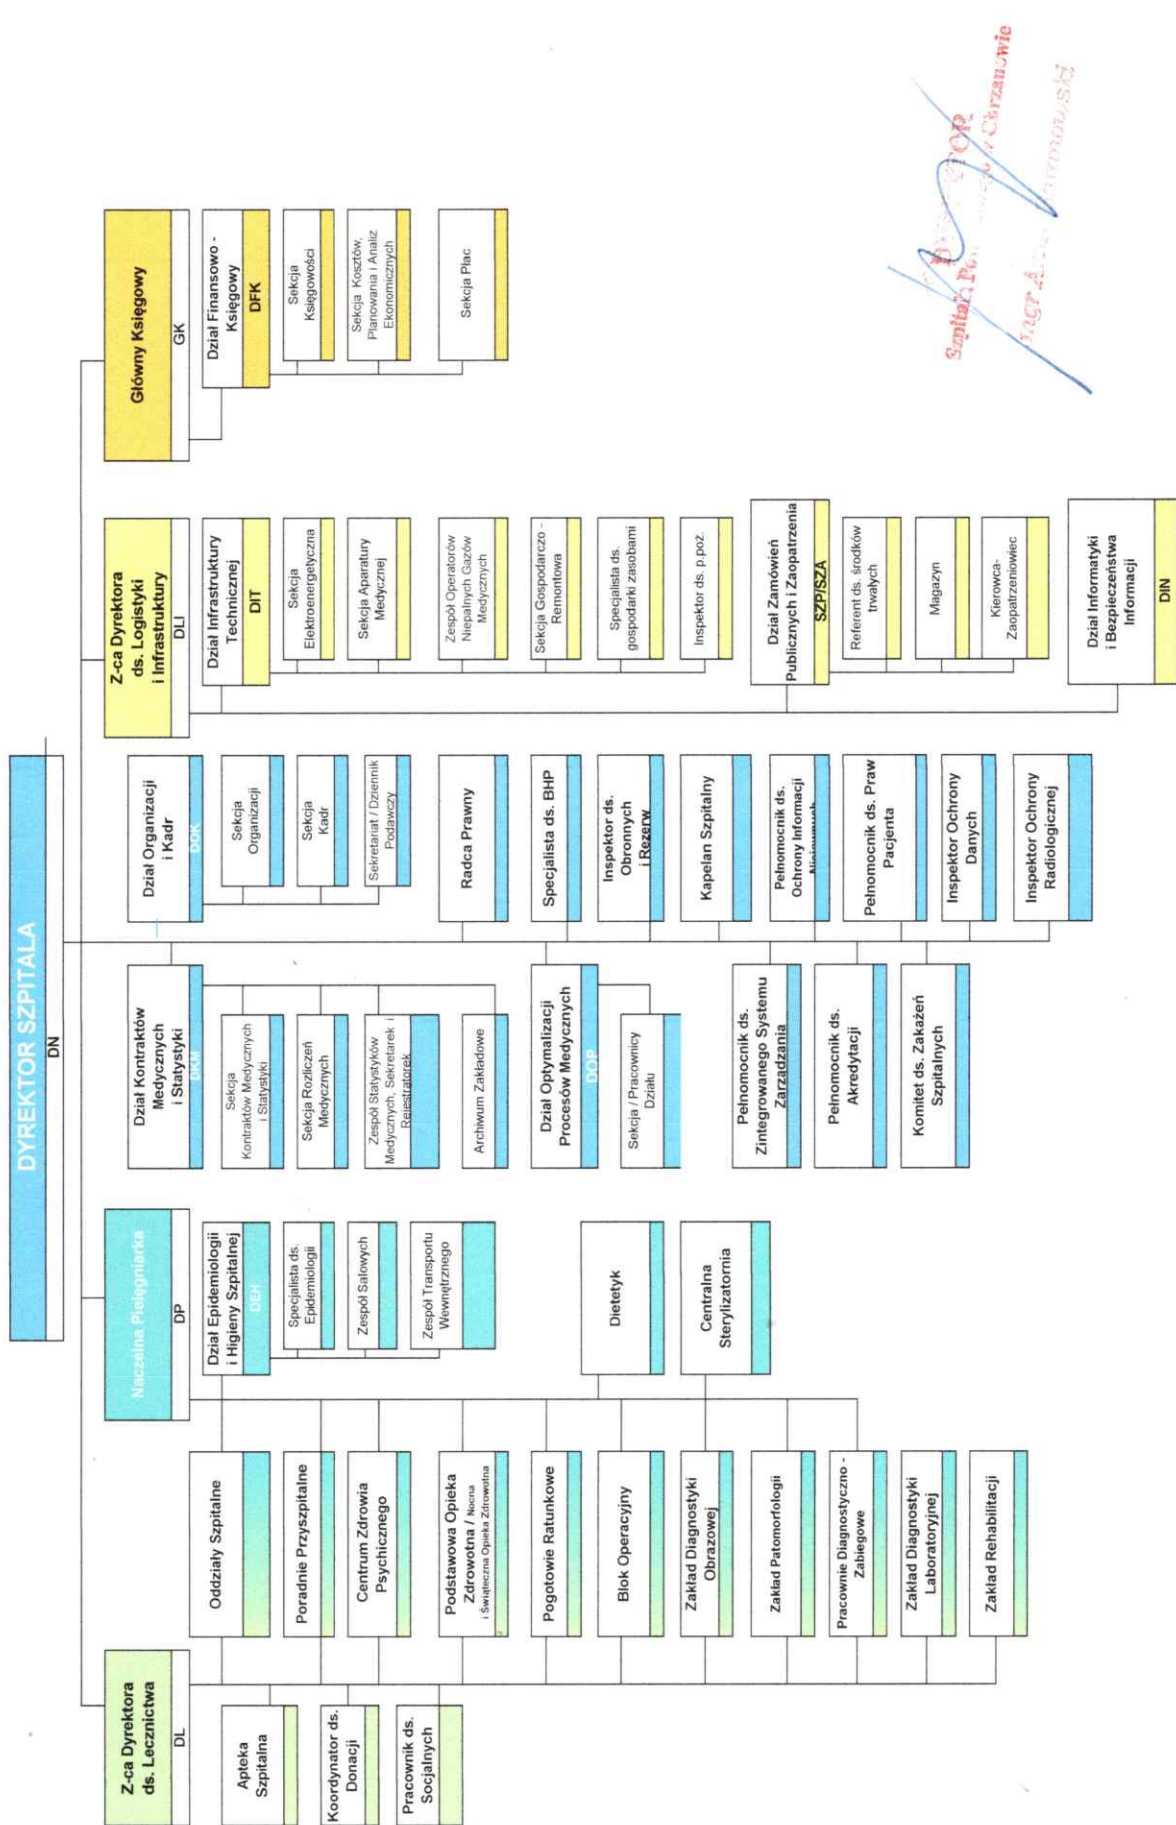 DYREKTOR SZPITALA
DN
Z-ca Dyrektora
ds. Lecznictwa
DL
Apteka
Szpitalna
Koordynator ds.
Donacji
Pracownik ds.
Socjalnych
Oddziały Szpitalne
Poradnie Przyszpitalne
Centrum Zdrowia
Psychicznego
Podstawowa Opieka
Zdrowotna / Nocna
i Świąteczna Opieka Zdrowotna
Pogotowie Ratunkowe
Blok Operacyjny
Zakład Diagnostyki
Obrazowej
Zakład Patomorfologii
Pracownie Diagnostyczno -
Zabiegowe
Zakład Diagnostyki
Laboratoryjnej
Zakład Rehabilitacji
Naczelna Pielęgniarka
DP
Dział Epidemiologii
i Higieny Szpitalnej
DEH
Specjalista ds.
Epidemiologii
Zespół Salowych
Zespół Transportu
Wewnętrznego
Dietetyk
Centralna
Sterylizatornia
Dział Kontraktów
Medycznych
i Statystyki
DKM
Sekcja
Kontraktów Medycznych
i Statystyki
Sekcja Rozliczeń
Medycznych
Zespół Statystyków
Medycznych, Sekretarek i
Rejestratorek
Archiwum Zakładowe
Dział Optymalizacji
Procesów Medycznych
DOP
Sekcja / Pracownicy
Działu
Pełnomocnik ds.
Zintegrowanego Systemu
Zarządzania
Pełnomocnik ds.
Akredytacji
Komitet ds. Zakażeń
Szpitalnych
Dział Organizacji
i Kadr
DOK
Sekcja
Organizacji
Sekcja
Kadr
Sekretariat / Dziennik
Podawczy
Radca Prawny
Specjalista ds. BHP
Inspektor ds.
Obronnych
i Rezerw
Kapelan Szpitalny
Pełnomocnik ds.
Ochrony Informacji
Pełnomocnik ds. Praw
Pacjenta
Inspektor Ochrony
Danych
Inspektor Ochrony
Radiologicznej
Z-ca Dyrektora
ds. Logistyki
i Infrastruktury
DLI
Dział Infrastruktury
Technicznej
DIT
Sekcja
Elektroenergetyczna
Sekcja Aparatury
Medycznej
Zespół Operatorów
Niepalnych Gazów
Medycznych
Sekcja Gospodarczo -
Remontowa
Specjalista ds.
gospodarki zasobami
Inspektor ds. p.poż.
Dział Zamówień
Publicznych i Zaopatrzenia
SZP/SZA
Referent ds. środków
trwałych
Magazyn
Kierowca-
Zaopatrzeniowiec
Dział Informatyki
i Bezpieczeństwa
Informacji
DIN
Główny Księgowy
GK
Dział Finansowo -
Księgowy
DFK
Sekcja
Księgowości
Sekcja Kosztów,
Planowania i Analiz
Ekonomicznych
Sekcja Płac
Szpitala w Chrzanowie
mgr